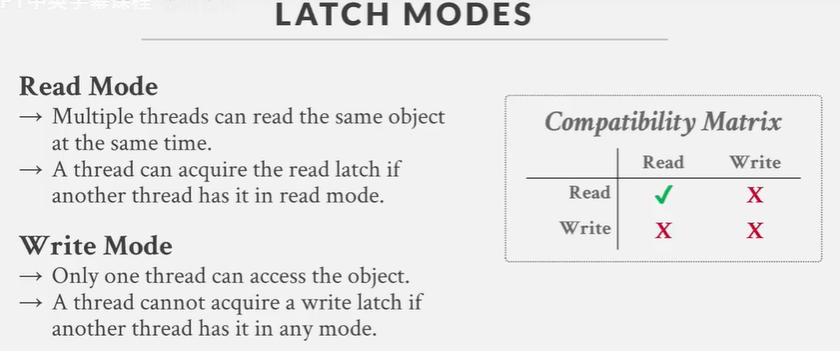 LATCH MODES
Read Mode
→ Multiple threads can read the same object
at the same time.
→ A thread can acquire the read latch if
another thread has it in read mode.
Write Mode
→ Only one thread can access the object.
→ A thread cannot acquire a write latch if
another thread has it in any mode.
Compatibility Matrix
Read Write
Read ✓ X
Write X X